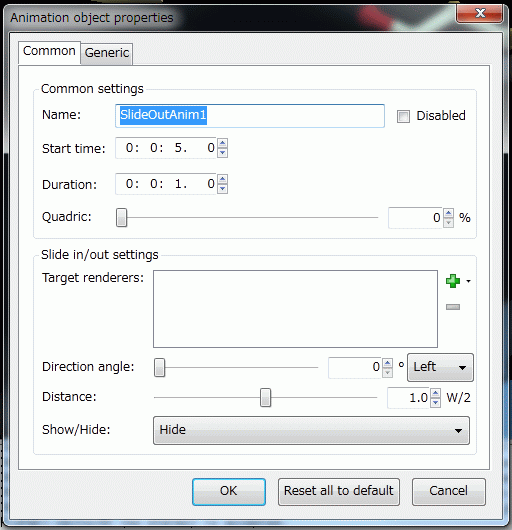 Animation object properties
Common Generic
Common settings
Name: SlideOutAnim1 Disabled
Start time: 0: 0: 5. 0
Duration: 0: 0: 1. 0
Quadric: 0 %
Slide in/out settings
Target renderers:
Direction angle: 0 ° Left
Distance: 1.0 W/2
Show/Hide: Hide
OK Reset all to default Cancel